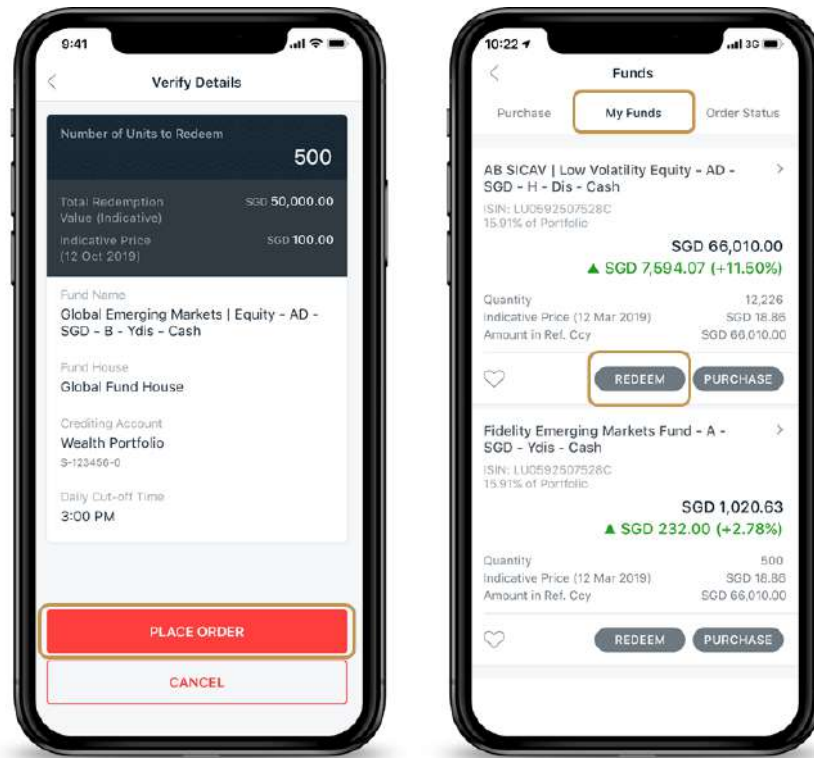 9:41
Verify Details
Number of Units to Redeem
500
Total Redemption
Value (Indicative)
SGD 50,000.00
Indicative Price
(12 Oct 2019)
SGD 100.00
Fund Name
Global Emerging Markets | Equity - AD -
SGD - B - Ydis - Cash
Fund House
Global Fund House
Crediting Account
Wealth Portfolio
S-123456-0
Daily Cut-off Time
3:00 PM
PLACE ORDER
CANCEL
10:22
3G
Funds
Purchase
My Funds
Order Status
AB SICAV | Low Volatility Equity - AD -
SGD - H - Dis - Cash
ISIN: LU0592507528C
15.91% of Portfolio
SGD 66,010.00
▲ SGD 7,594.07 (+11.50%)
Quantity 12,226
Indicative Price (12 Mar 2019) SGD 18.86
Amount in Ref. Ccy SGD 66,010.00
REDEEM PURCHASE
Fidelity Emerging Markets Fund - A -
SGD - Ydis - Cash
ISIN: LU0592507528C
15.91% of Portfolio
SGD 1,020.63
▲ SGD 232.00 (+2.78%)
Quantity 500
Indicative Price (12 Mar 2019) SGD 18.86
Amount in Ref. Ccy SGD 66,010.00
REDEEM PURCHASE